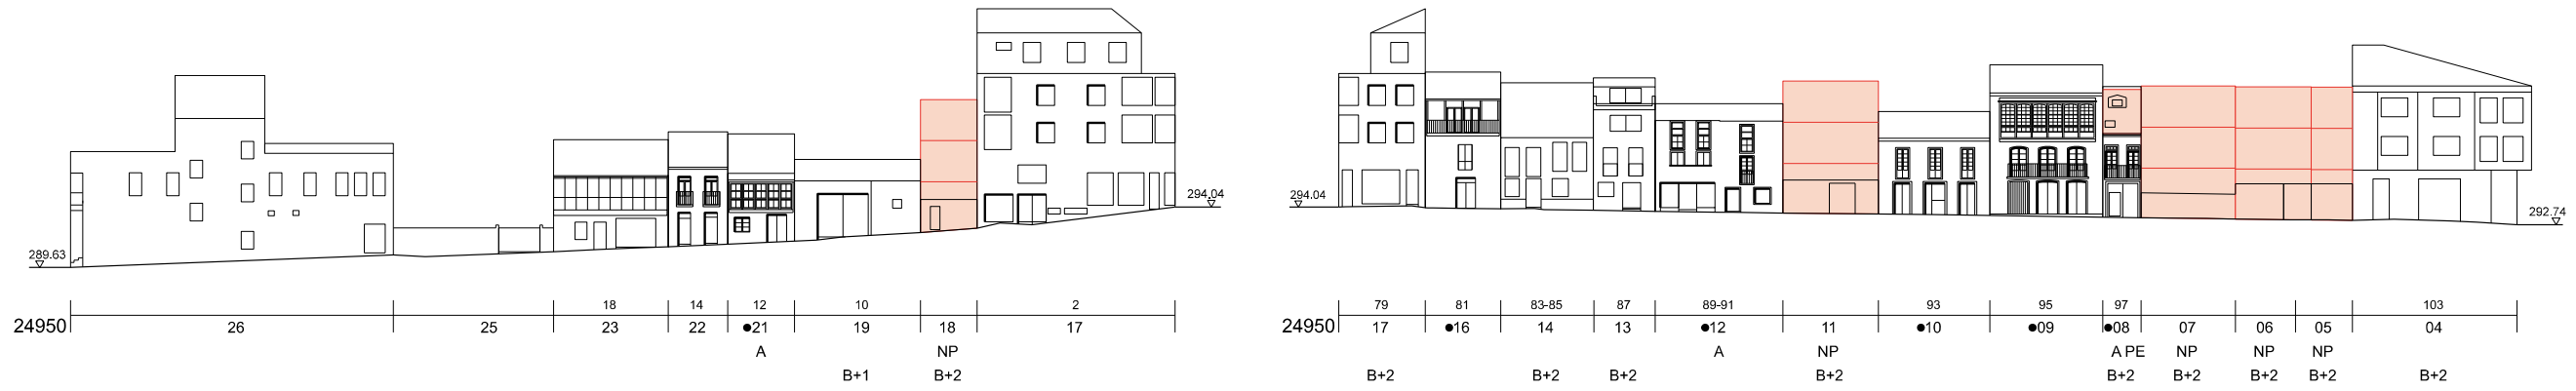 294.04
289.63
18 14 12 10 2
24950 26 25 23 22 ●21 19 18 17
A NP
B+1 B+2
294.04
292.74
79 81 83-85 87 89-91 93 95 97 103
24950 17 ●16 14 13 ●12 11 ●10 ●09 ●08 07 06 05 04
A NP A PE NP NP NP
B+2 B+2 B+2 B+2 B+2 B+2 B+2 B+2 B+2